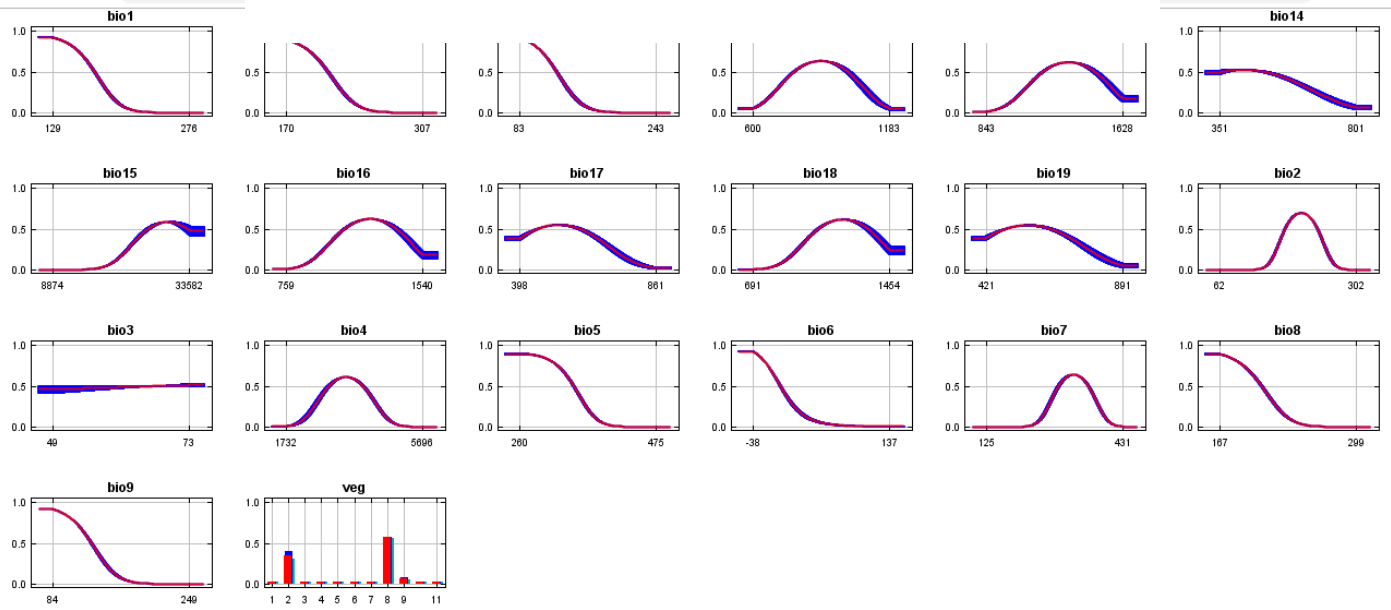 bio1 bio14
1.0 1.0
0.5 0.5 0.5 0.5 0.5 0.5
0.0 0.0 0.0 0.0 0.0 0.0
129 276 170 307 83 243 600 1183 843 1628 351 801
bio15 bio16 bio17 bio18 bio19 bio2
1.0 1.0 1.0 1.0 1.0 1.0
0.5 0.5 0.5 0.5 0.5 0.5
0.0 0.0 0.0 0.0 0.0 0.0
8874 33582 759 1540 398 861 691 1454 421 891 62 302
bio3 bio4 bio5 bio6 bio7 bio8
1.0 1.0 1.0 1.0 1.0 1.0
0.5 0.5 0.5 0.5 0.5 0.5
0.0 0.0 0.0 0.0 0.0 0.0
49 73 1732 5696 260 475 -38 137 125 431 167 299
bio9 veg
1.0 1.0
0.5 0.5
0.0 0.0
84 249 1 2 3 4 5 6 7 8 9 11